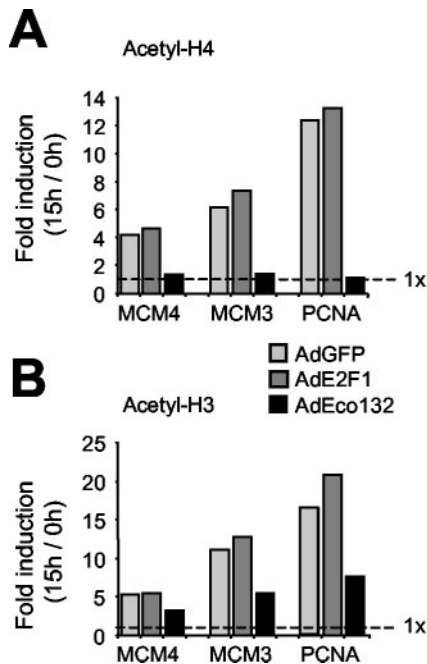 A
Acetyl-H4
Fold induction
(15h / 0h)
14
12
10
8
6
4
2
0
1x
MCM4 MCM3 PCNA
AdGFP
AdE2F1
AdEco132
B
Acetyl-H3
Fold induction
(15h / 0h)
25
20
15
10
5
0
1x
MCM4 MCM3 PCNA